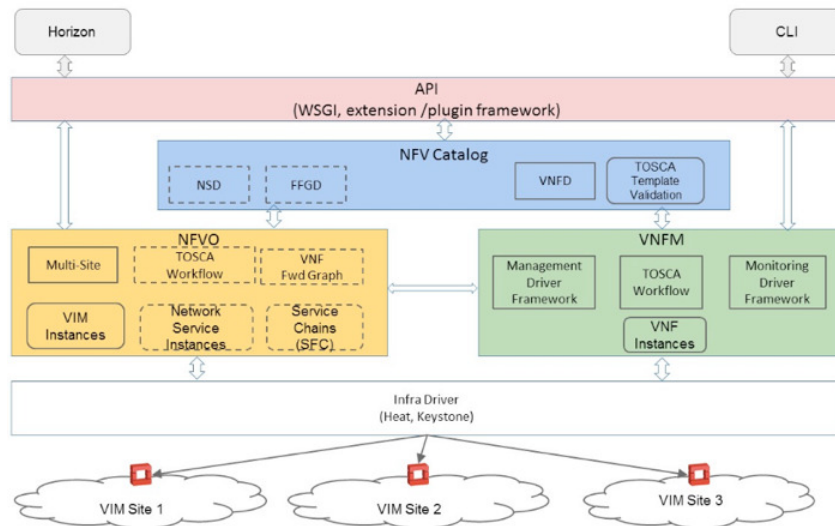 Horizon
CLI
API
(WSGI, extension /plugin framework)
NFV Catalog
NSD
FFGD
VNFD
TOSCA
Template
Validation
NFVO
Multi-Site
TOSCA
Workflow
VNF
Fwd Graph
VIM
Instances
Network
Service
Instances
Service
Chains
(SFC)
VNFM
Management
Driver
Framework
TOSCA
Workflow
Monitoring
Driver
Framework
VNF
Instances
Infra Driver
(Heat, Keystone)
VIM Site 1
VIM Site 2
VIM Site 3